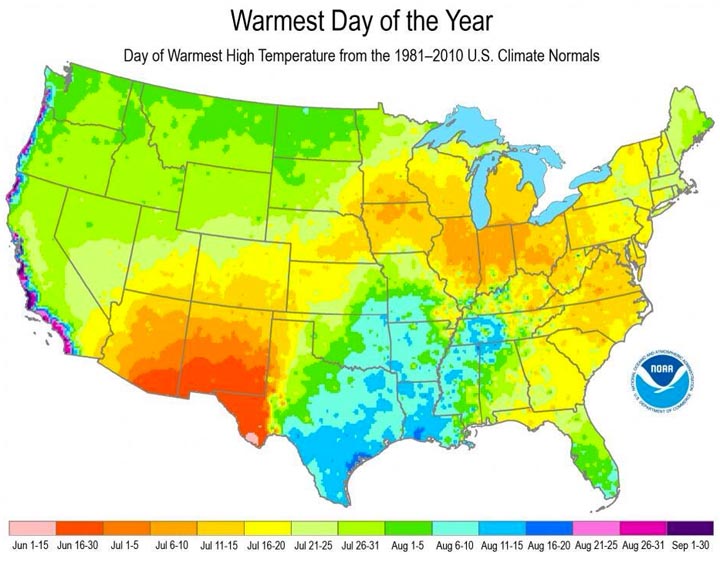 Warmest Day of the Year
Day of Warmest High Temperature from the 1981–2010 U.S. Climate Normals
NATIONAL OCEANIC AND ATMOSPHERIC ADMINISTRATION
NOAA
U.S. DEPARTMENT OF COMMERCE
Jun 1-15 Jun 16-30 Jul 1-5 Jul 6-10 Jul 11-15 Jul 16-20 Jul 21-25 Jul 26-31 Aug 1-5 Aug 6-10 Aug 11-15 Aug 16-20 Aug 21-25 Aug 26-31 Sep 1-30